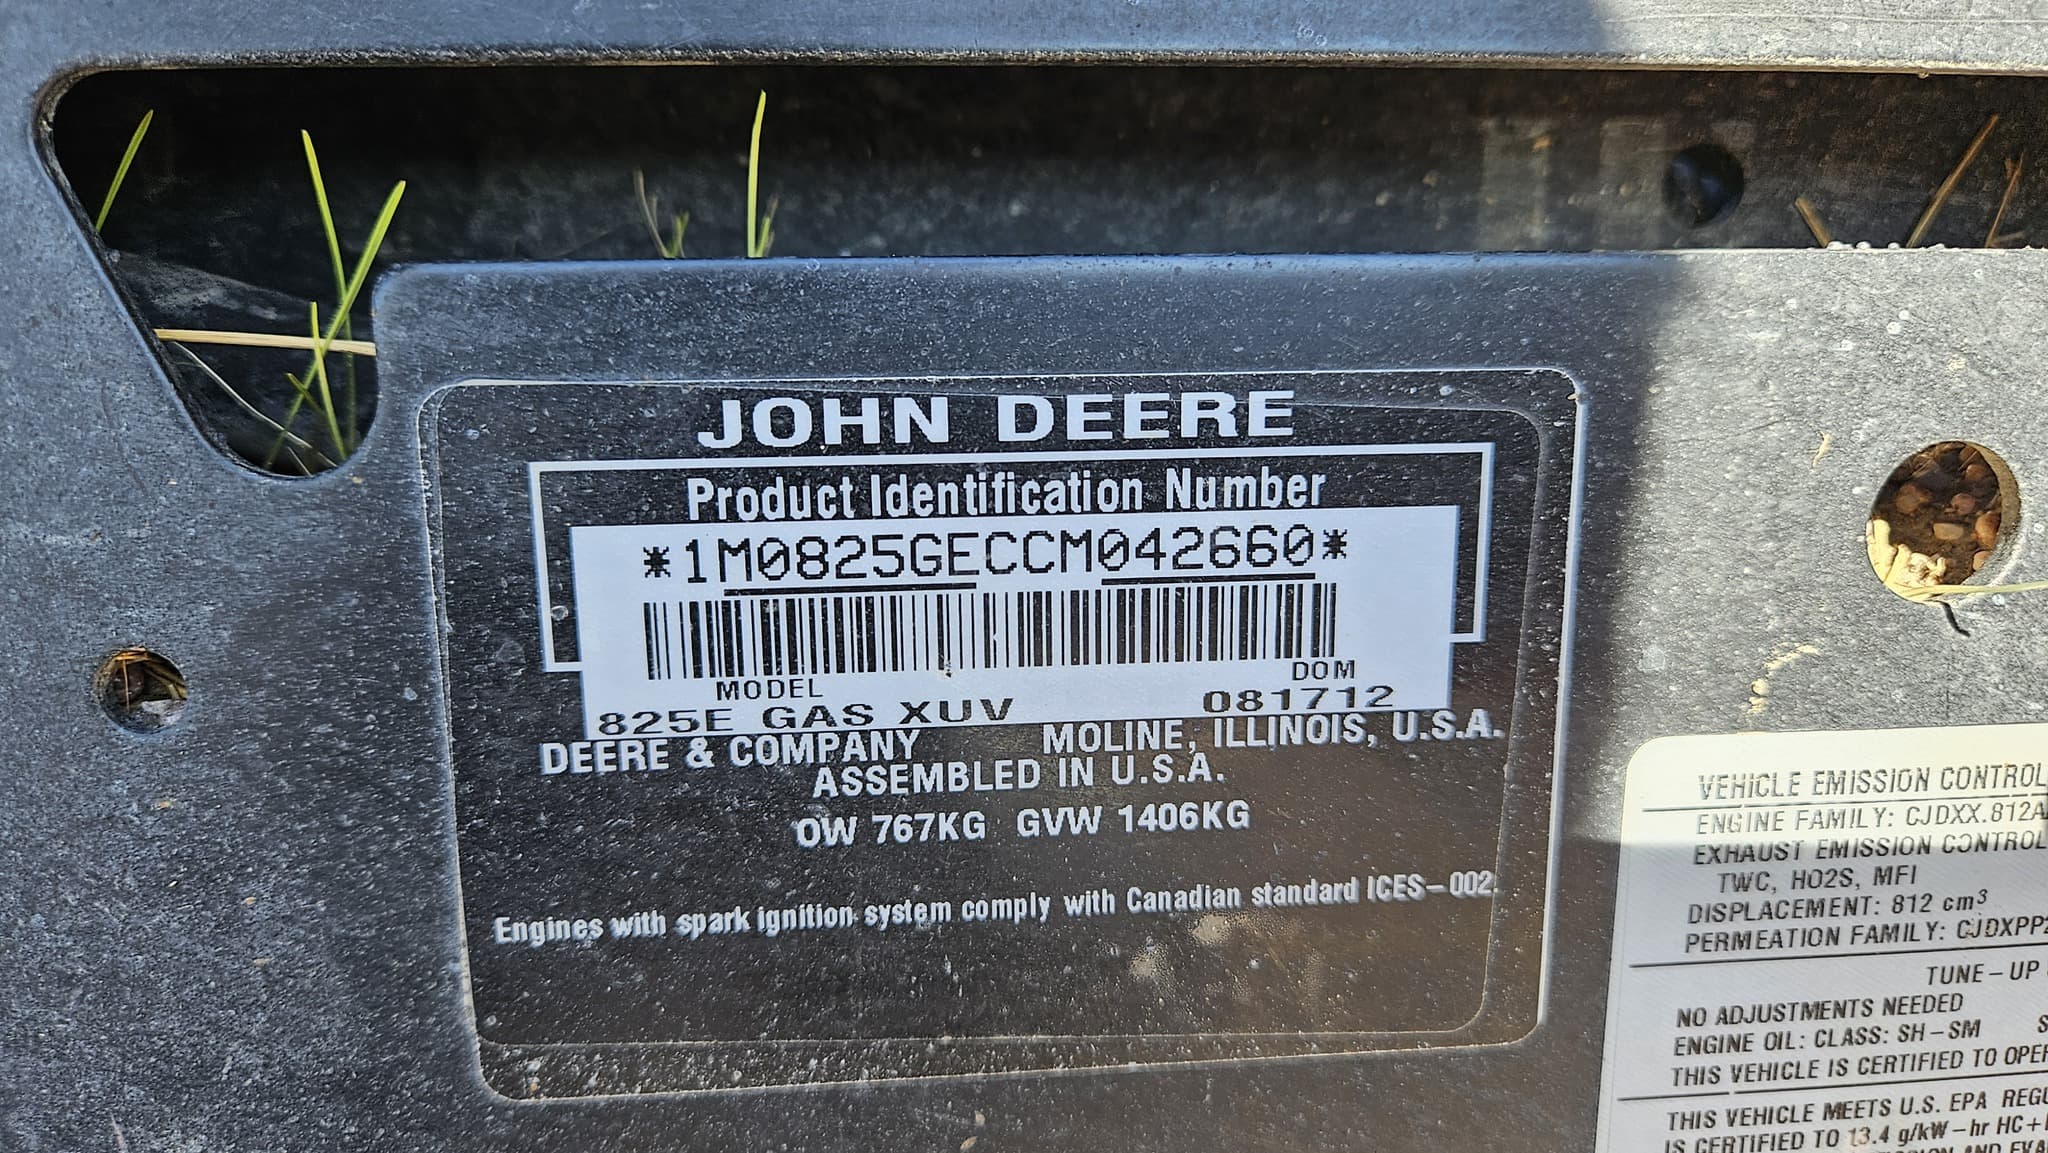 JOHN DEERE
Product Identification Number
*1M0825GECCM042660*
MODEL DOM
825E GAS XUV 081712
DEERE & COMPANY MOLINE, ILLINOIS, U.S.A.
ASSEMBLED IN U.S.A.
OW 767KG GVW 1406KG
Engines with spark ignition system comply with Canadian standard ICES-002.
VEHICLE EMISSION CONTROL
ENGINE FAMILY: CJDXX.812A
EXHAUST EMISSION CONTROL
TWC, HO2S, MFI
DISPLACEMENT: 812 cm³
PERMEATION FAMILY: CJDXPP
TUNE-UP
NO ADJUSTMENTS NEEDED
ENGINE OIL: CLASS: SH-SM
THIS VEHICLE IS CERTIFIED TO OPER
THIS VEHICLE MEETS U.S. EPA REGU
IS CERTIFIED TO 13.4 g/kW-hr HC+